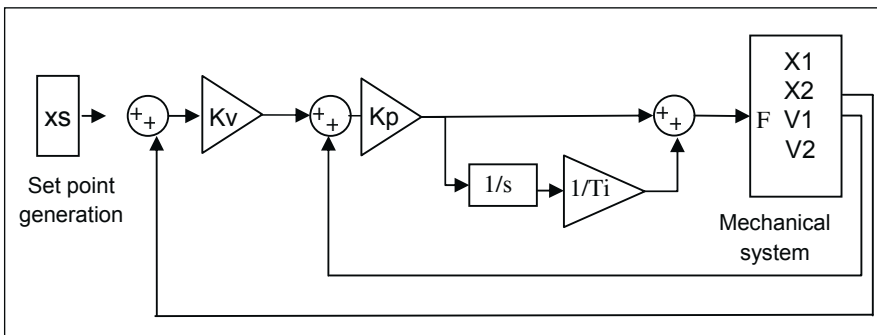 xs
Set point
generation
+
+
Kv
+
+
Kp
1/s
1/Ti
+
+
F
X1
X2
V1
V2
Mechanical
system